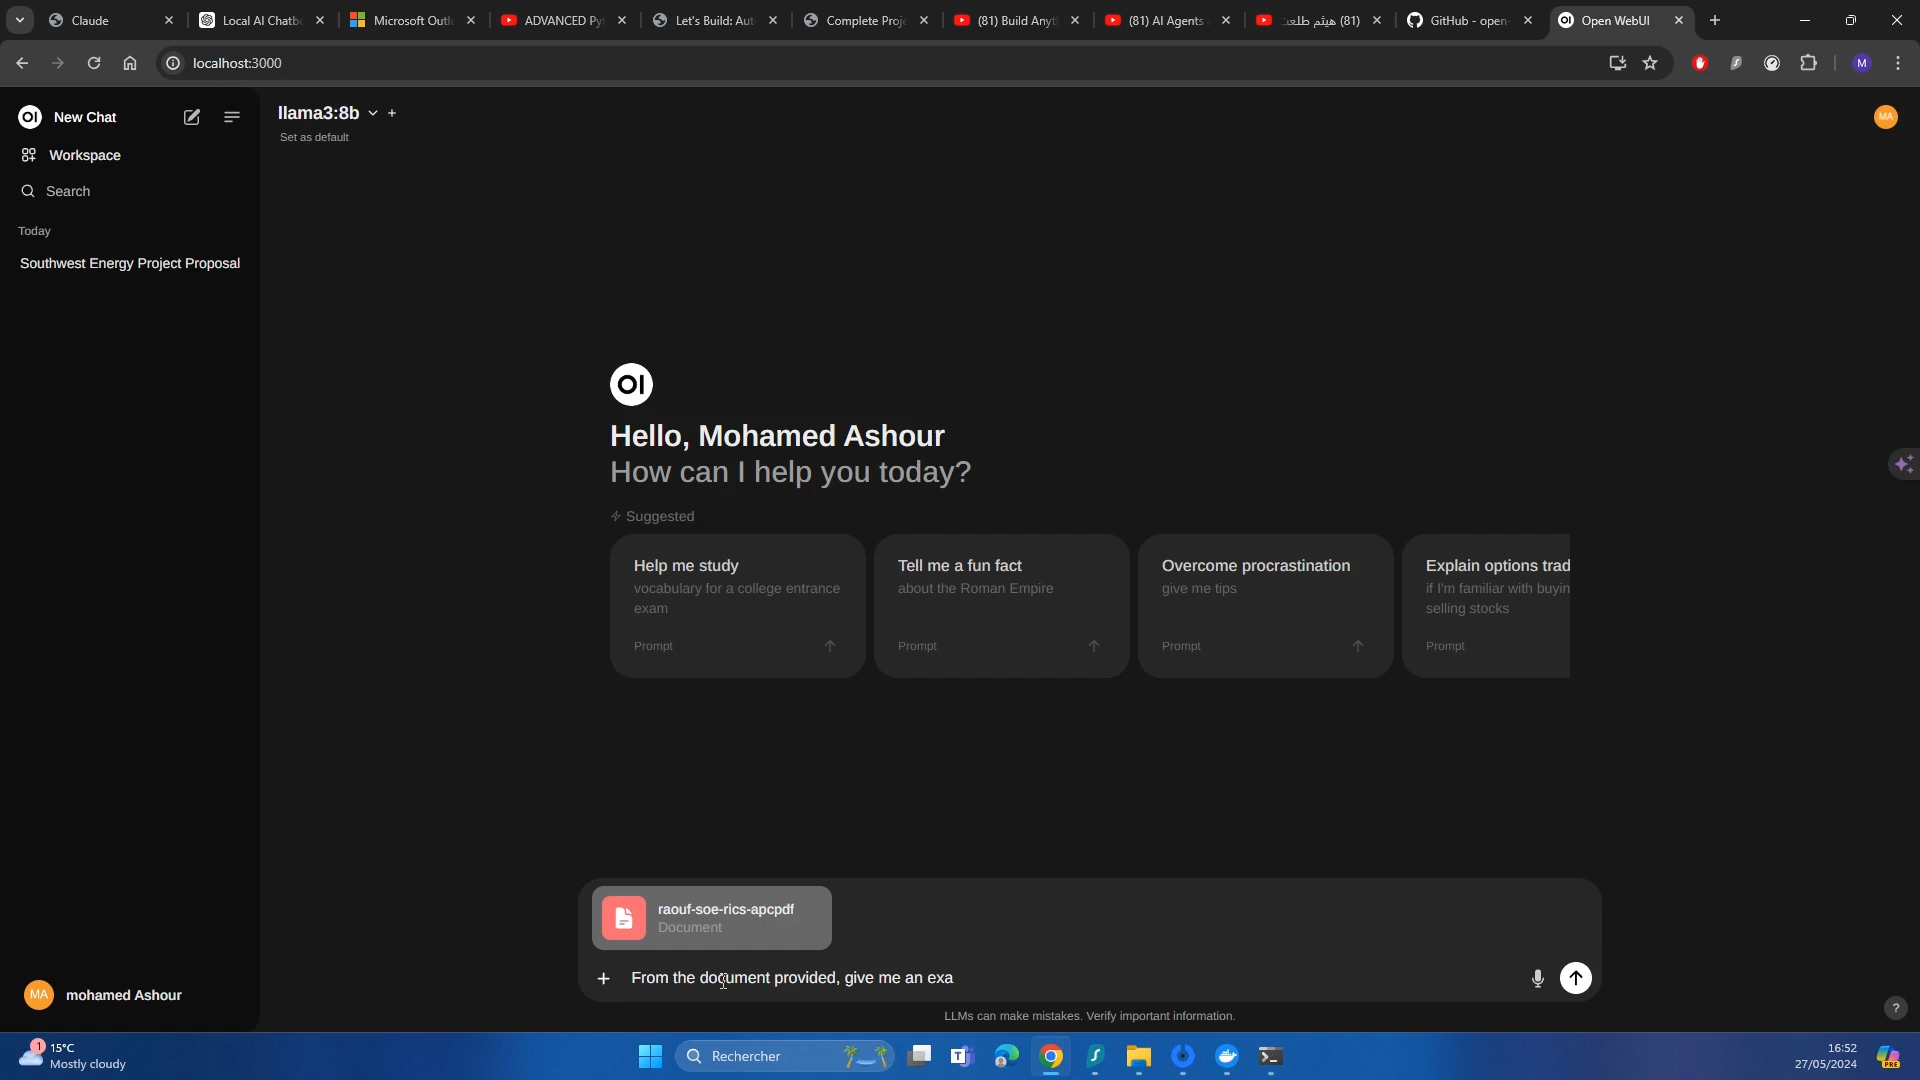 Claude
Local AI Chatb
Microsoft Outl
ADVANCED Py
Let's Build: Aut
Complete Proje
(81) Build Anyt
(81) AI Agents
(81) هيثم طلعت
GitHub - open-
Open WebUI
localhost:3000
M
OI New Chat
llama3:8b
MA
Set as default
Workspace
Search
Today
Southwest Energy Project Proposal
OI
Hello, Mohamed Ashour
How can I help you today?
Suggested
Help me study
vocabulary for a college entrance
exam
Prompt
Tell me a fun fact
about the Roman Empire
Prompt
Overcome procrastination
give me tips
Prompt
Explain options trad
if I'm familiar with buyin
selling stocks
Prompt
raouf-soe-rics-apcpdf
Document
From the document provided, give me an exa
MA mohamed Ashour
LLMs can make mistakes. Verify important information.
?
1
15°C
Mostly cloudy
Rechercher
16:52
27/05/2024
PRE